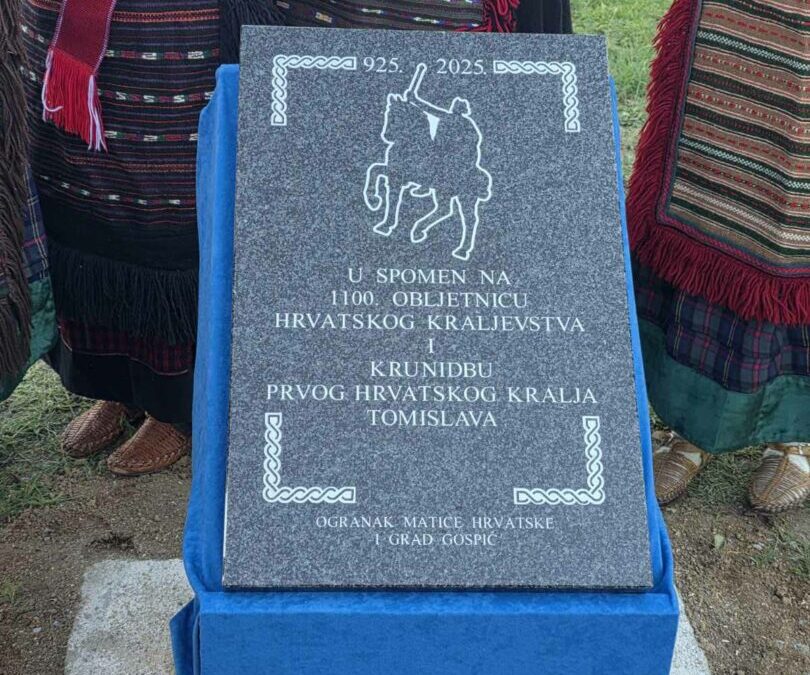 925. 2025.
U SPOMEN NA
1100. OBLJETNICU
HRVATSKOG KRALJEVSTVA
I
KRUNIDBU
PRVOG HRVATSKOG KRALJA
TOMISLAVA
OGRANAK MATICE HRVATSKE
I GRAD GOSPIĆ